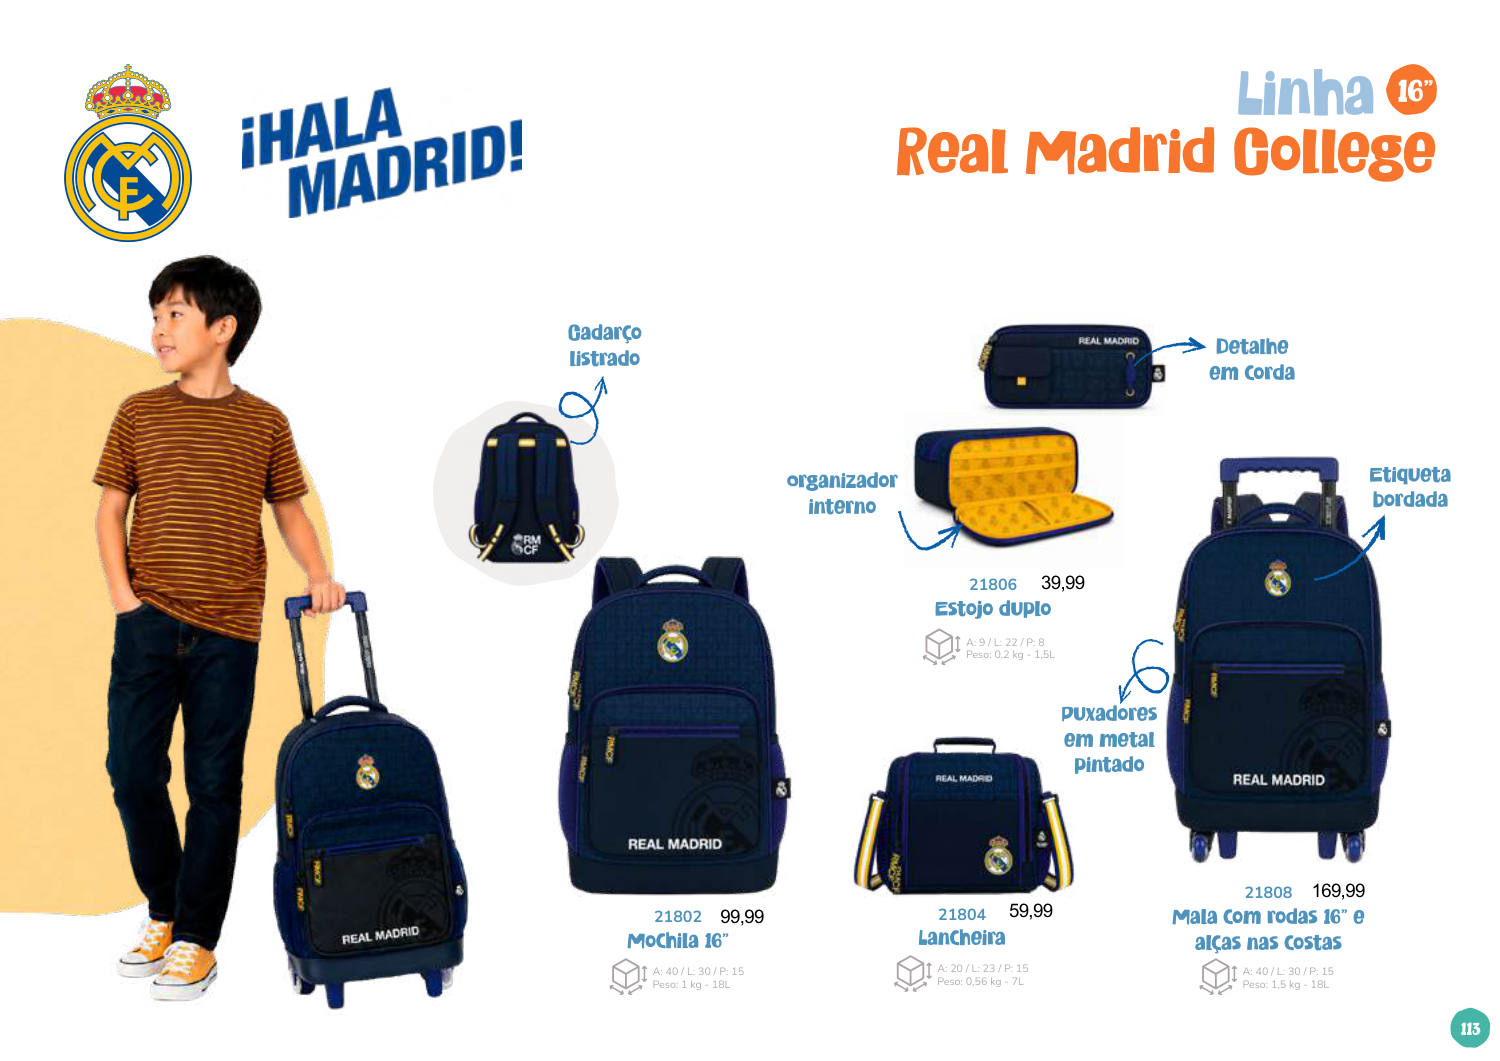 ¡HALA
MADRID!
Linha 16”
Real Madrid College
Cadarço
listrado
RM
CF
REAL MADRID
Detalhe
em corda
organizador
interno
21806 39,99
Estojo duplo
A: 9 / L: 22 / P: 8
Peso: 0,2 kg - 1,5L
Etiqueta
bordada
Puxadores
em metal
pintado
REAL MADRID
REAL MADRID
REAL MADRID
REAL MADRID
21802 99,99
Mochila 16”
A: 40 / L: 30 / P: 15
Peso: 1 kg - 18L
21804 59,99
Lancheira
A: 20 / L: 23 / P: 15
Peso: 0,56 kg - 7L
21808 169,99
Mala com rodas 16” e
alças nas costas
A: 40 / L: 30 / P: 15
Peso: 1,5 kg - 18L
113